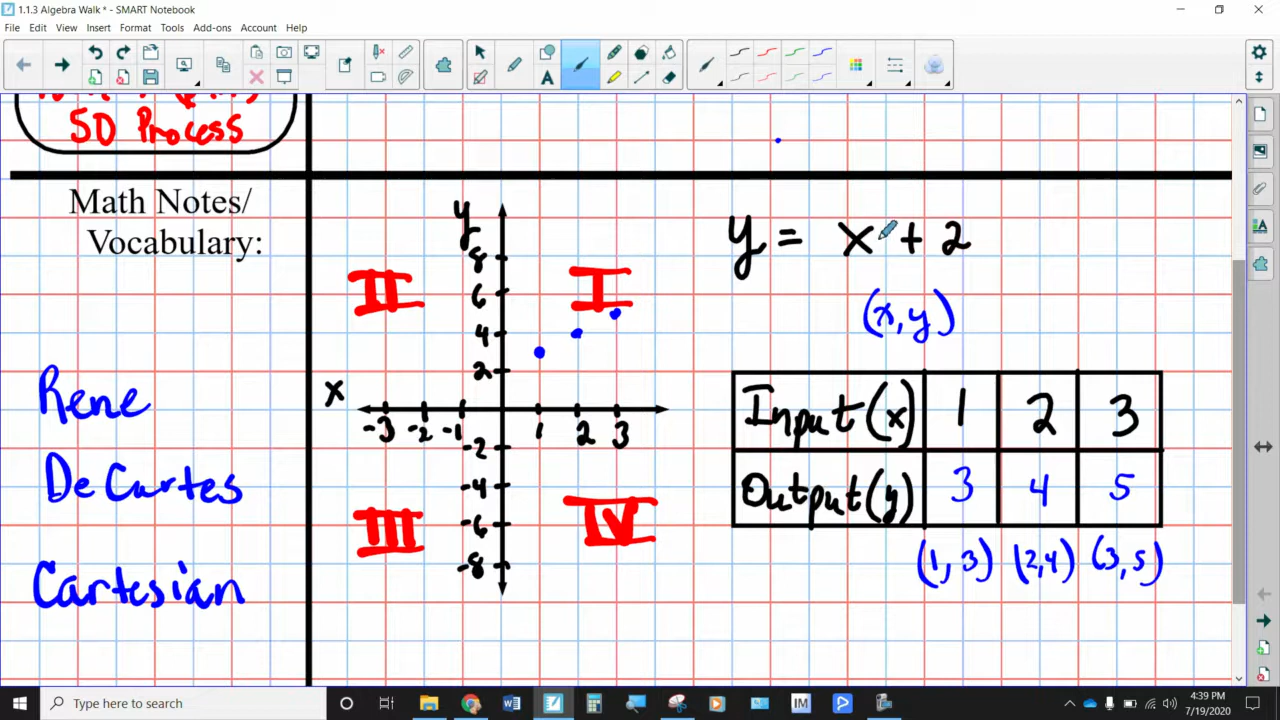 1.1.3 Algebra Walk * - SMART Notebook
File Edit View Insert Format Tools Add-ons Account Help
5D Process
Math Notes/
Vocabulary:
Rene
DeCartes
Cartesian
y
8
6
4
2
x
-3 -2 -1 1 2 3
-2
-4
-6
-8
II I
III IV
y = x + 2
(x, y)
Input (x) 1 2 3
Output (y) 3 4 5
(1, 3) (2,4) (3, 5)
Type here to search
4:39 PM
7/19/2020